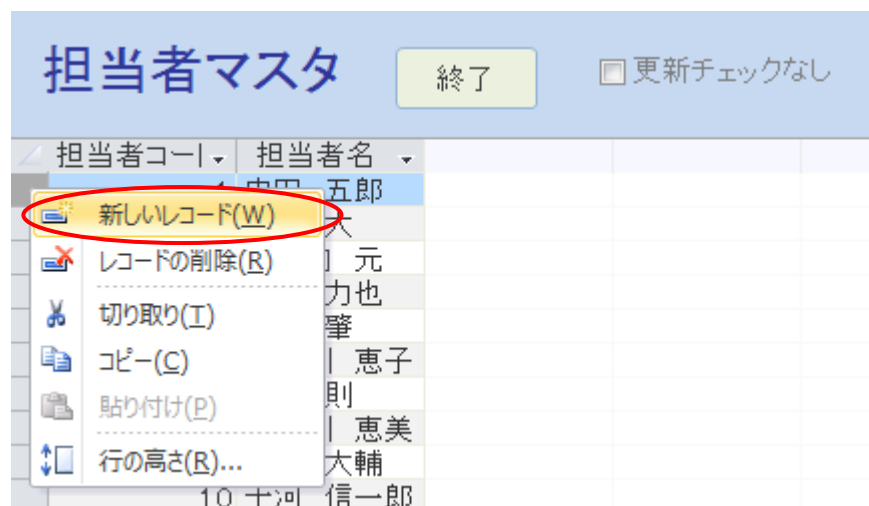 担当者マスタ 終了 更新チェックなし
担当者コー 担当者名
五郎
新しいレコード(W) 大
レコードの削除(R) 元
力也
切り取り(T) 肇
コピー(C) 恵子
貼り付け(P) 則
恵美
行の高さ(R)... 大輔
10 十河 信一郎